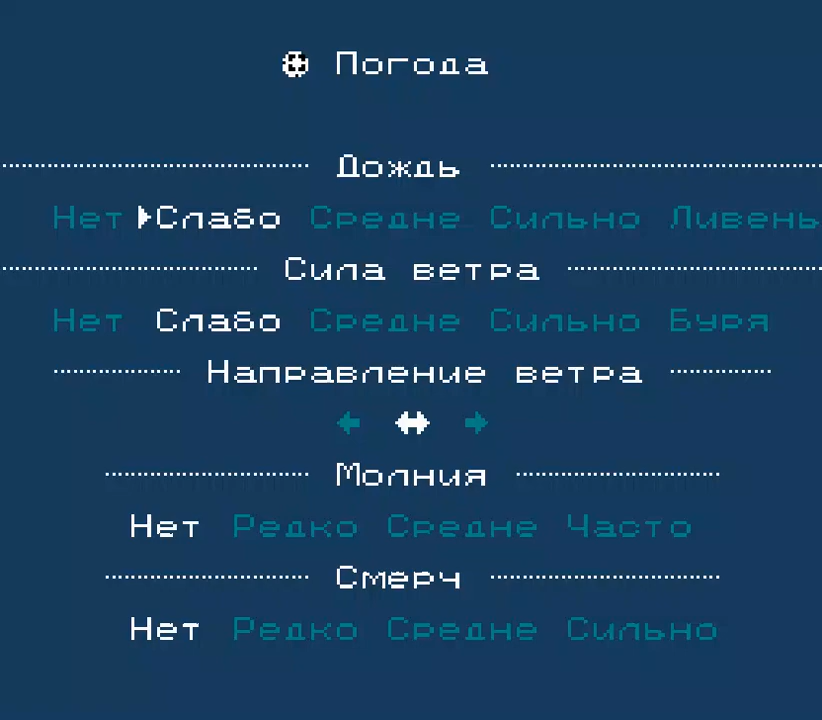 Погода
Дождь
Нет Слабо Средне Сильно Ливень
Сила ветра
Нет Слабо Средне Сильно Буря
Направление ветра
Молния
Нет Редко Средне Часто
Смерч
Нет Редко Средне Сильно